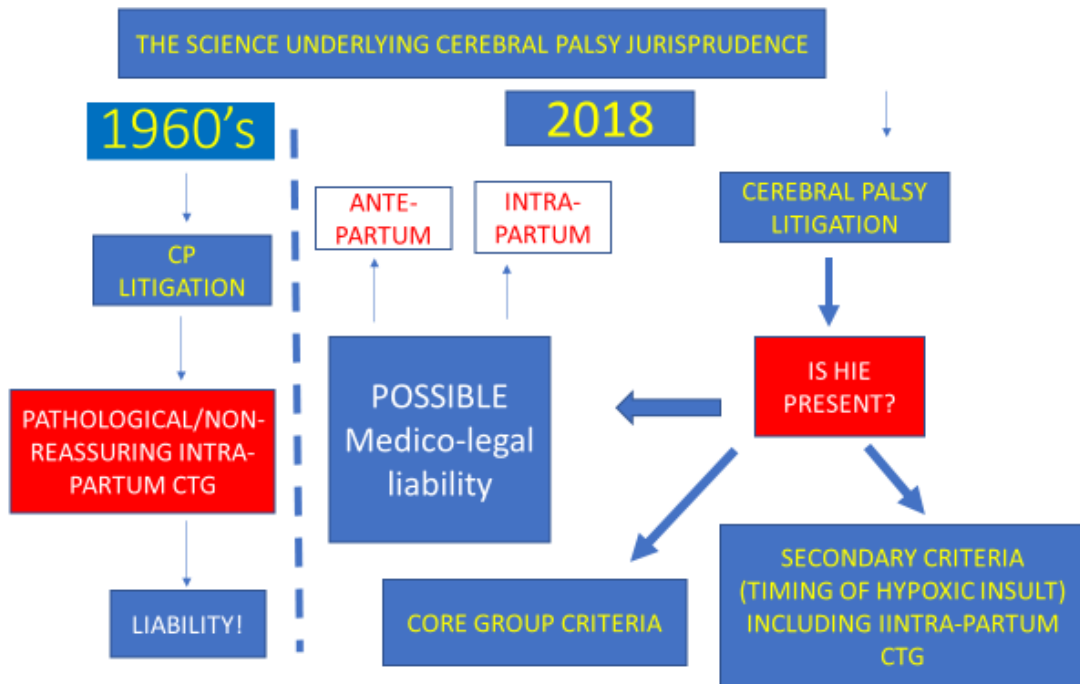 THE SCIENCE UNDERLYING CEREBRAL PALSY JURISPRUDENCE
1960's
CP
LITIGATION
PATHOLOGICAL/NON-
REASSURING INTRA-
PARTUM CTG
LIABILITY!
2018
ANTE-
PARTUM
INTRA-
PARTUM
CEREBRAL PALSY
LITIGATION
IS HIE
PRESENT?
POSSIBLE
Medico-legal
liability
CORE GROUP CRITERIA
SECONDARY CRITERIA
(TIMING OF HYPOXIC INSULT)
INCLUDING IINTRA-PARTUM
CTG